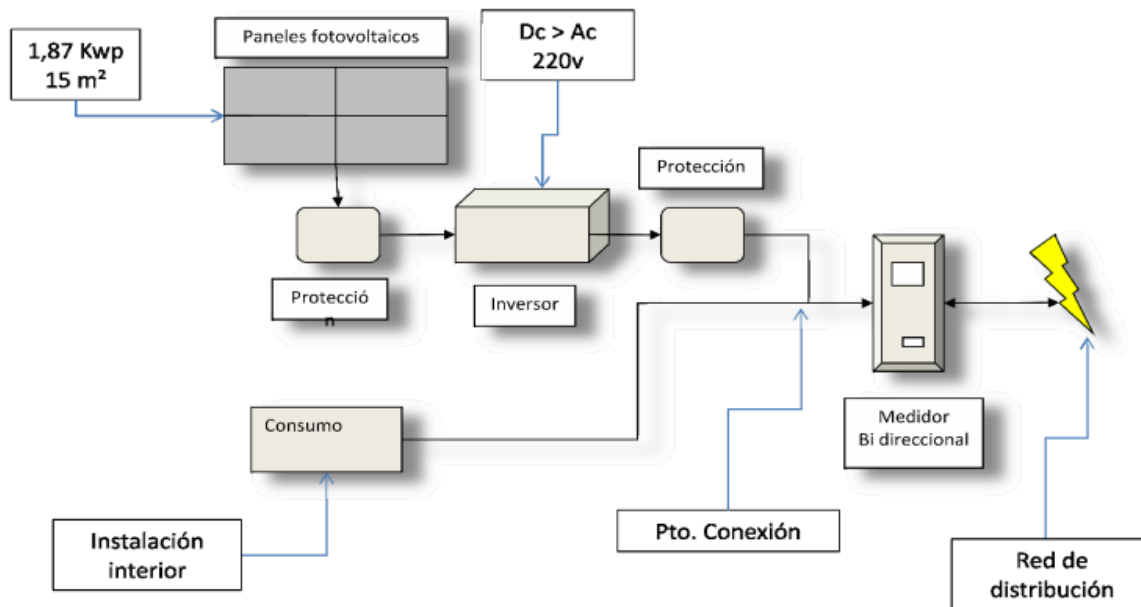 Paneles fotovoltaicos
Dc > Ac
220v
1,87 Kwp
15 m²
Protección
Protecció
n
Inversor
Consumo
Medidor
Bi direccional
Instalación
interior
Pto. Conexión
Red de
distribución